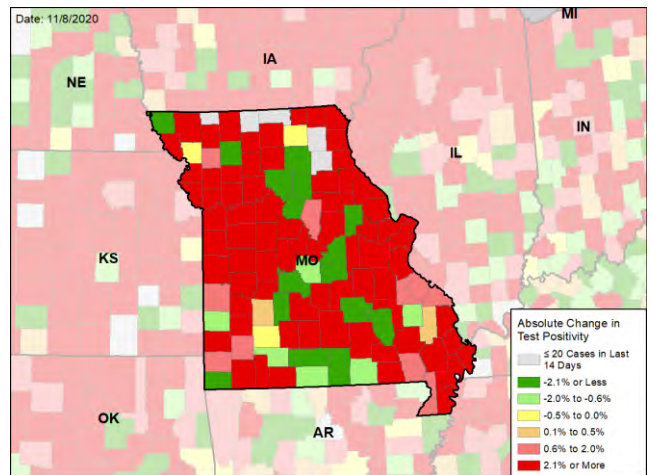 Date: 11/8/2020
MI
IA
NE
IN
IL
KS
MO
OK
AR
Absolute Change in
Test Positivity
≤ 20 Cases in Last
14 Days
-2.1% or Less
-2.0% to -0.6%
-0.5% to 0.0%
0.1% to 0.5%
0.6% to 2.0%
2.1% or More